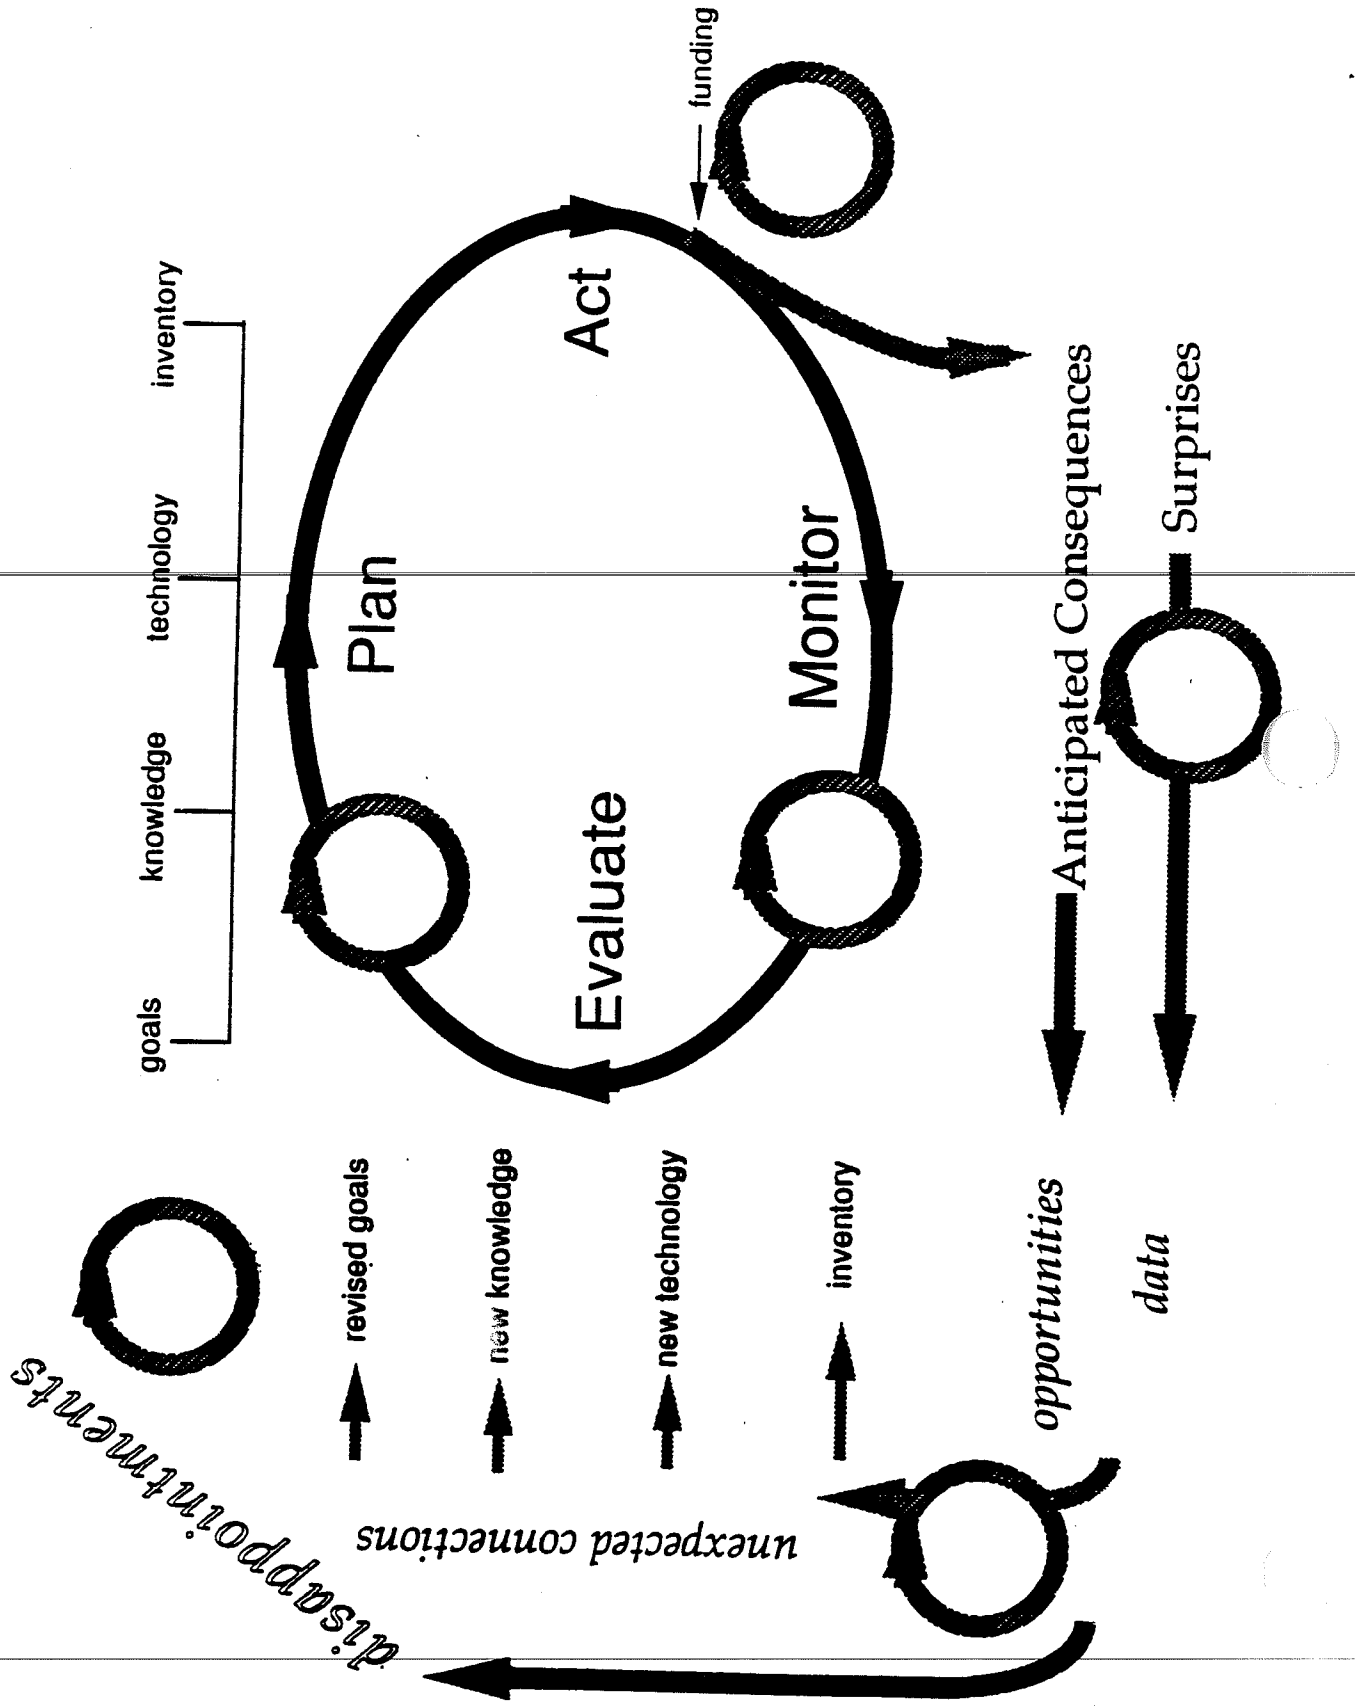 goals
knowledge
technology
inventory
Plan
Act
funding
Evaluate
Monitor
Anticipated Consequences
Surprises
disappointments
revised goals
new knowledge
new technology
inventory
unexpected connections
opportunities
data